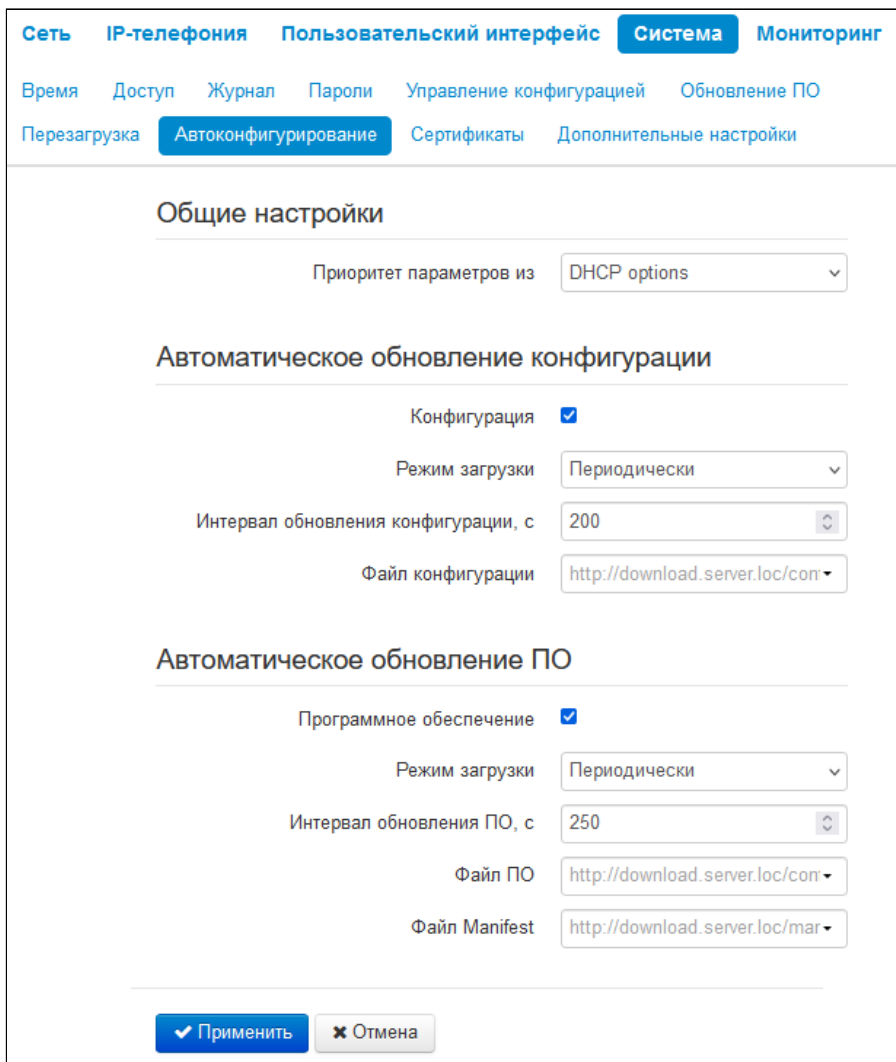 Сеть IP-телефония Пользовательский интерфейс Система Мониторинг
Время Доступ Журнал Пароли Управление конфигурацией Обновление ПО
Перезагрузка Автоконфигурирование Сертификаты Дополнительные настройки
Общие настройки
Приоритет параметров из DHCP options
Автоматическое обновление конфигурации
Конфигурация
Режим загрузки Периодически
Интервал обновления конфигурации, с 200
Файл конфигурации http://download.server.loc/con
Автоматическое обновление ПО
Программное обеспечение
Режим загрузки Периодически
Интервал обновления ПО, с 250
Файл ПО http://download.server.loc/con
Файл Manifest http://download.server.loc/mar
Применить Отмена